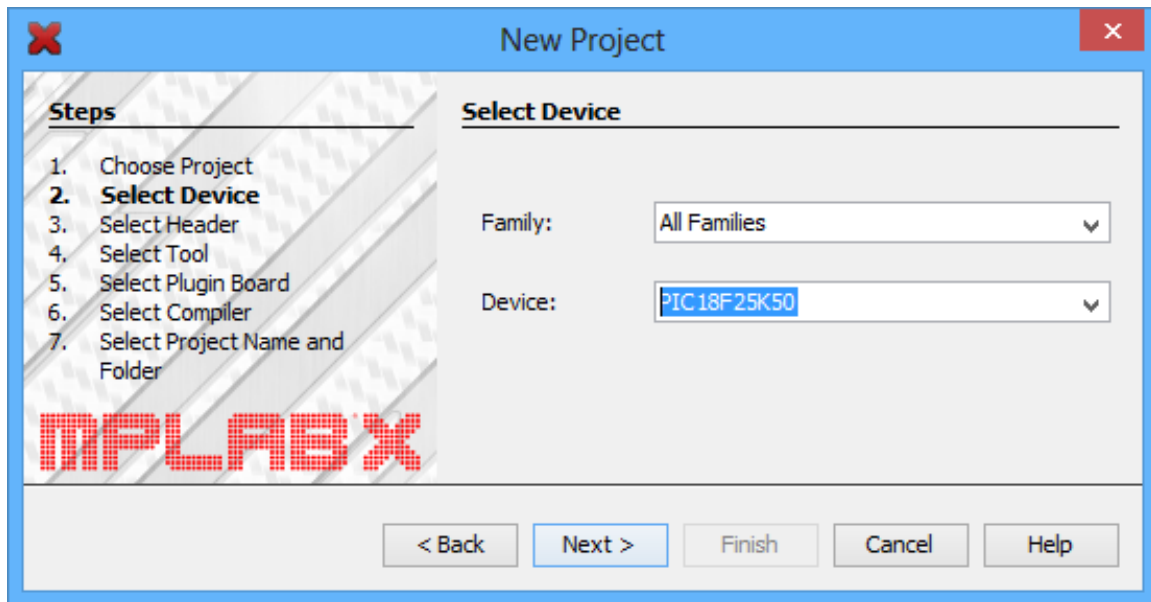 New Project
Steps
1. Choose Project
2. Select Device
3. Select Header
4. Select Tool
5. Select Plugin Board
6. Select Compiler
7. Select Project Name and
Folder
MPLAB X
Select Device
Family: All Families
Device: PIC18F25K50
< Back Next > Finish Cancel Help